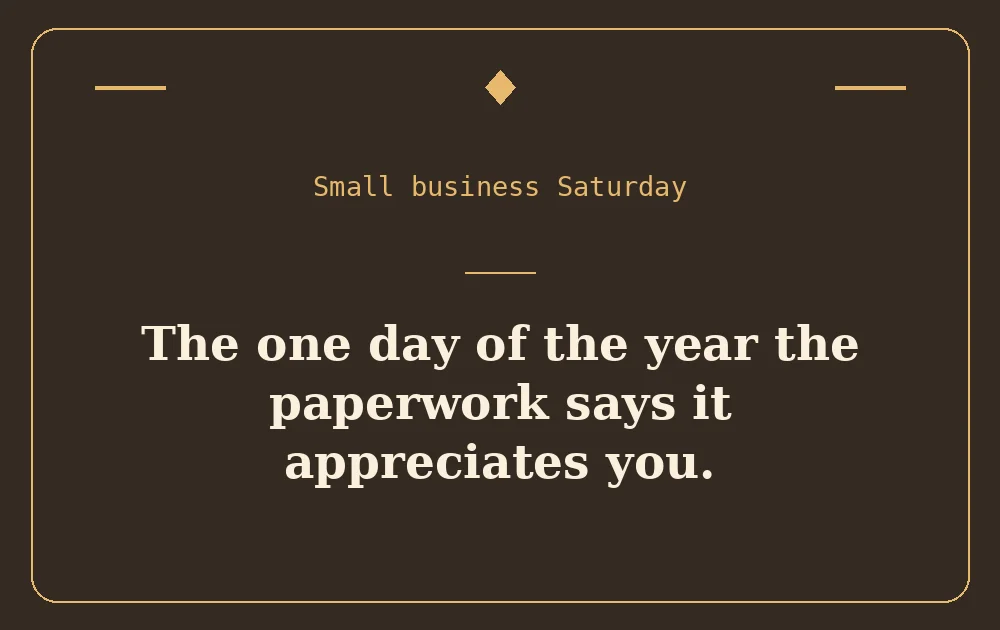 Small business Saturday
The one day of the year the
paperwork says it
appreciates you.